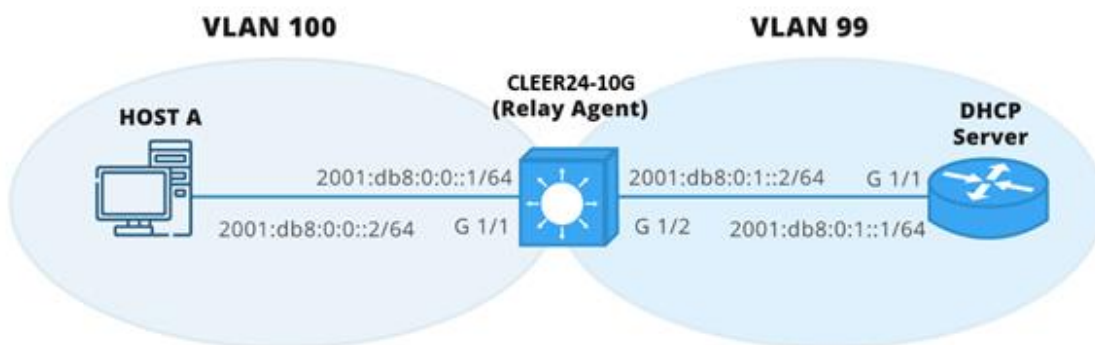 VLAN 100
VLAN 99
CLEER24-10G
(Relay Agent)
HOST A
DHCP
Server
2001:db8:0:0::1/64
2001:db8:0:1::2/64
G 1/1
2001:db8:0:0::2/64
G 1/1
G 1/2
2001:db8:0:1::1/64